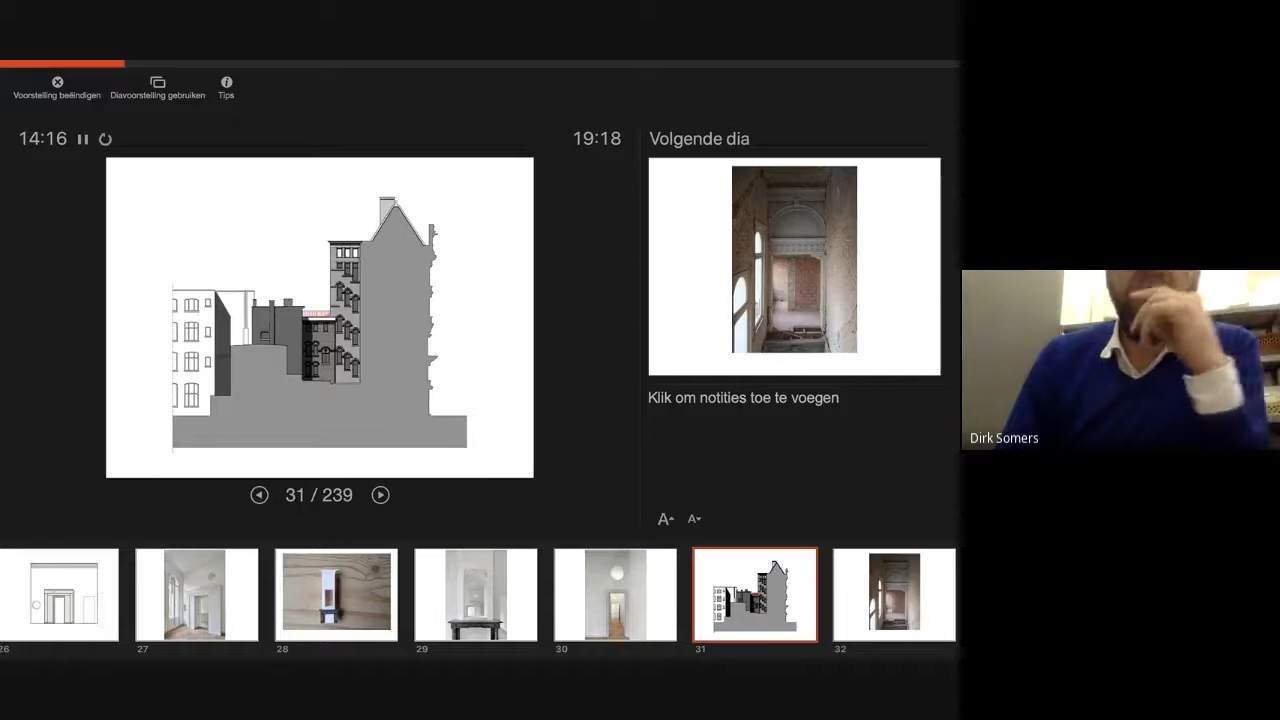 Voorstelling beëindigen
Diavoorstelling gebruiken
Tips
14:16
19:18
Volgende dia
Klik om notities toe te voegen
Dirk Somers
31 / 239
A A
26
27
28
29
30
31
32